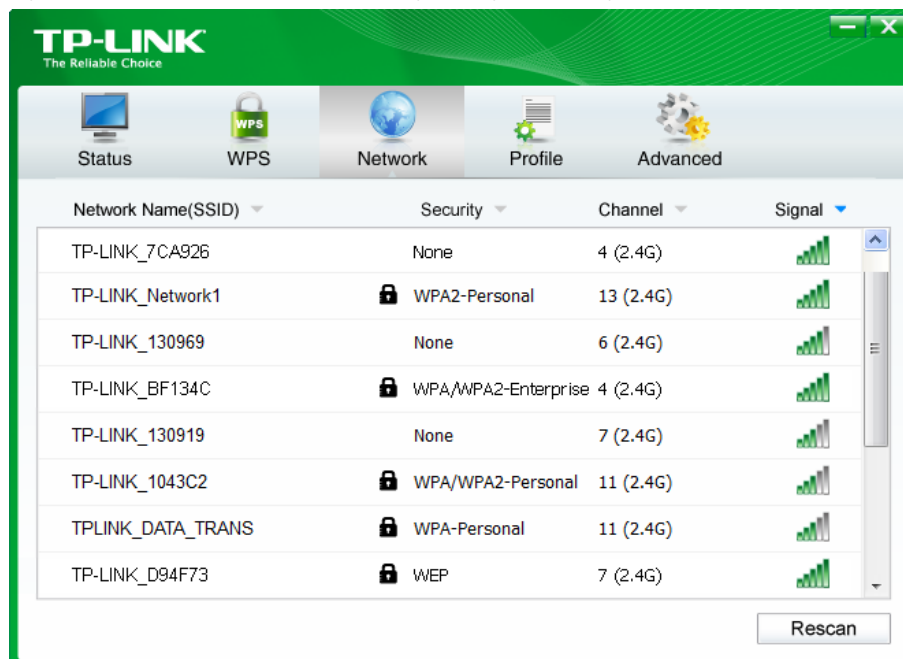 TP-LINK
The Reliable Choice
WPS
Status WPS Network Profile Advanced
Network Name(SSID) Security Channel Signal
TP-LINK_7CA926 None 4 (2.4G)
TP-LINK_Network1 WPA2-Personal 13 (2.4G)
TP-LINK_130969 None 6 (2.4G)
TP-LINK_BF134C WPA/WPA2-Enterprise 4 (2.4G)
TP-LINK_130919 None 7 (2.4G)
TP-LINK_1043C2 WPA/WPA2-Personal 11 (2.4G)
TPLINK_DATA_TRANS WPA-Personal 11 (2.4G)
TP-LINK_D94F73 WEP 7 (2.4G)
Rescan